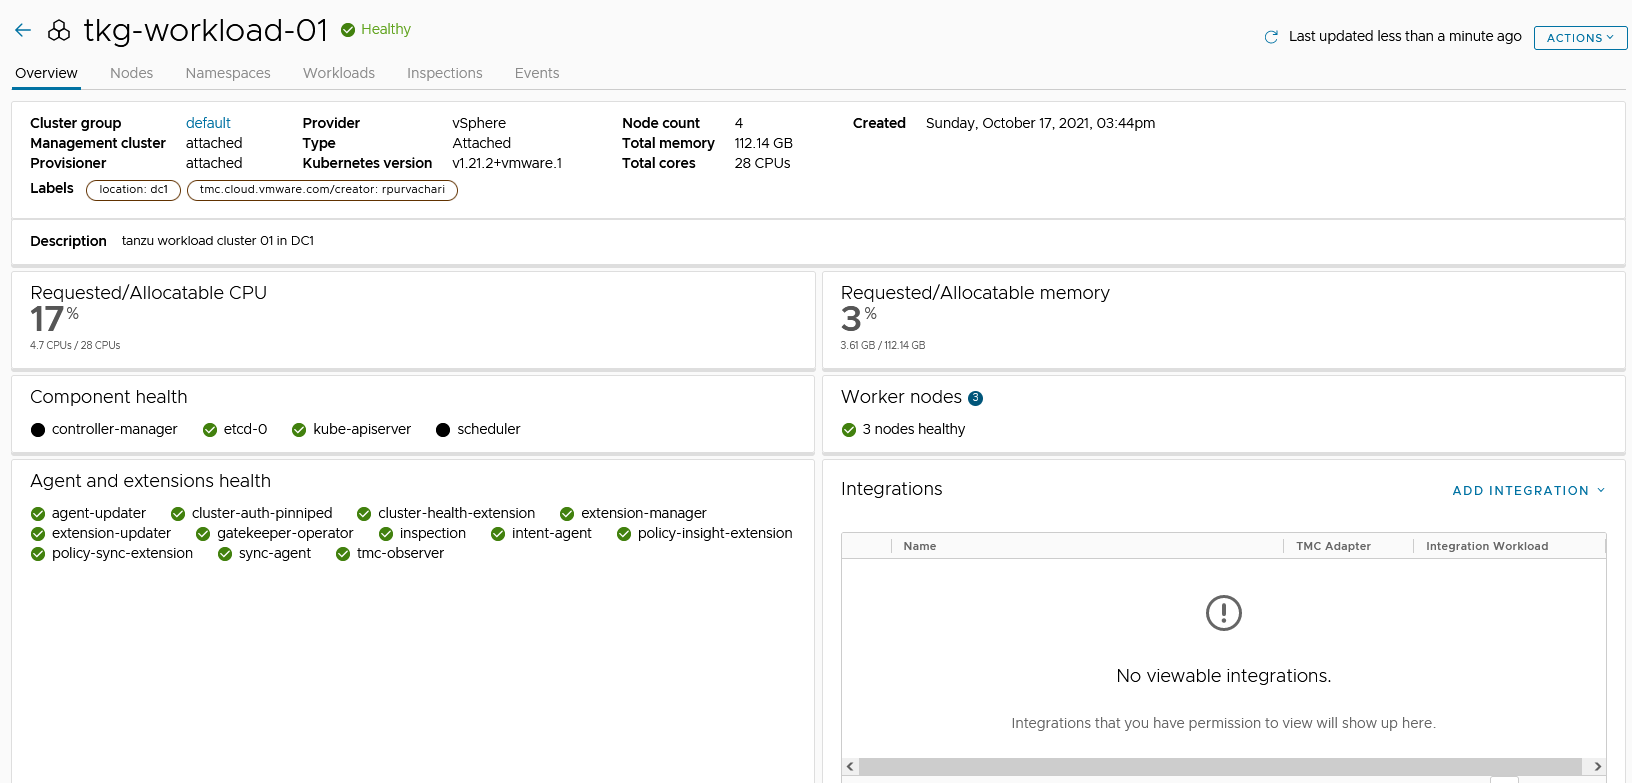 tkg-workload-01 Healthy
Last updated less than a minute ago ACTIONS
Overview Nodes Namespaces Workloads Inspections Events
Cluster group default Provider vSphere Node count 4 Created Sunday, October 17, 2021, 03:44pm
Management cluster attached Type Attached Total memory 112.14 GB
Provisioner attached Kubernetes version v1.21.2+vmware.1 Total cores 28 CPUs
Labels location: dc1 tmc.cloud.vmware.com/creator: rpurvachari
Description tanzu workload cluster 01 in DC1
Requested/Allocatable CPU
17 %
4.7 CPUs / 28 CPUs
Requested/Allocatable memory
3 %
3.61 GB / 112.14 GB
Component health
controller-manager etcd-0 kube-apiserver scheduler
Worker nodes 3
3 nodes healthy
Agent and extensions health
agent-updater cluster-auth-pinniped cluster-health-extension extension-manager
extension-updater gatekeeper-operator inspection intent-agent policy-insight-extension
policy-sync-extension sync-agent tmc-observer
Integrations ADD INTEGRATION
Name TMC Adapter Integration Workload
No viewable integrations.
Integrations that you have permission to view will show up here.